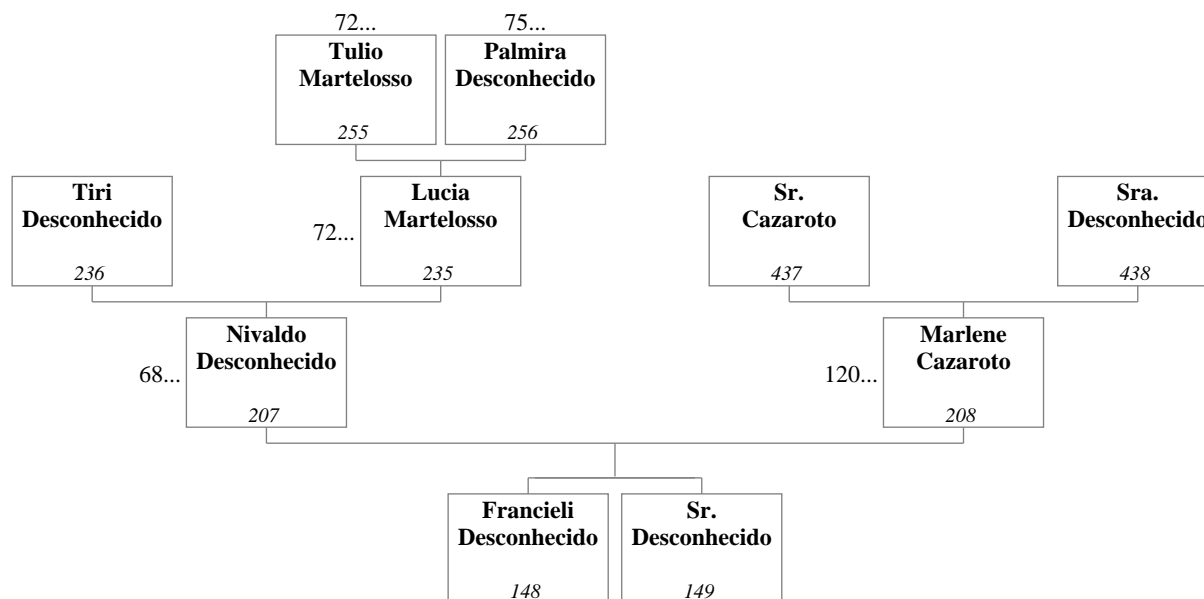 72...
75...
Tulio
Martelosso
255
Palmira
Desconhecido
256
Tiri
Desconhecido
236
72...
Lucia
Martelosso
235
Sr.
Cazaroto
437
Sra.
Desconhecido
438
68...
Nivaldo
Desconhecido
207
120...
Marlene
Cazaroto
208
Francieli
Desconhecido
148
Sr.
Desconhecido
149